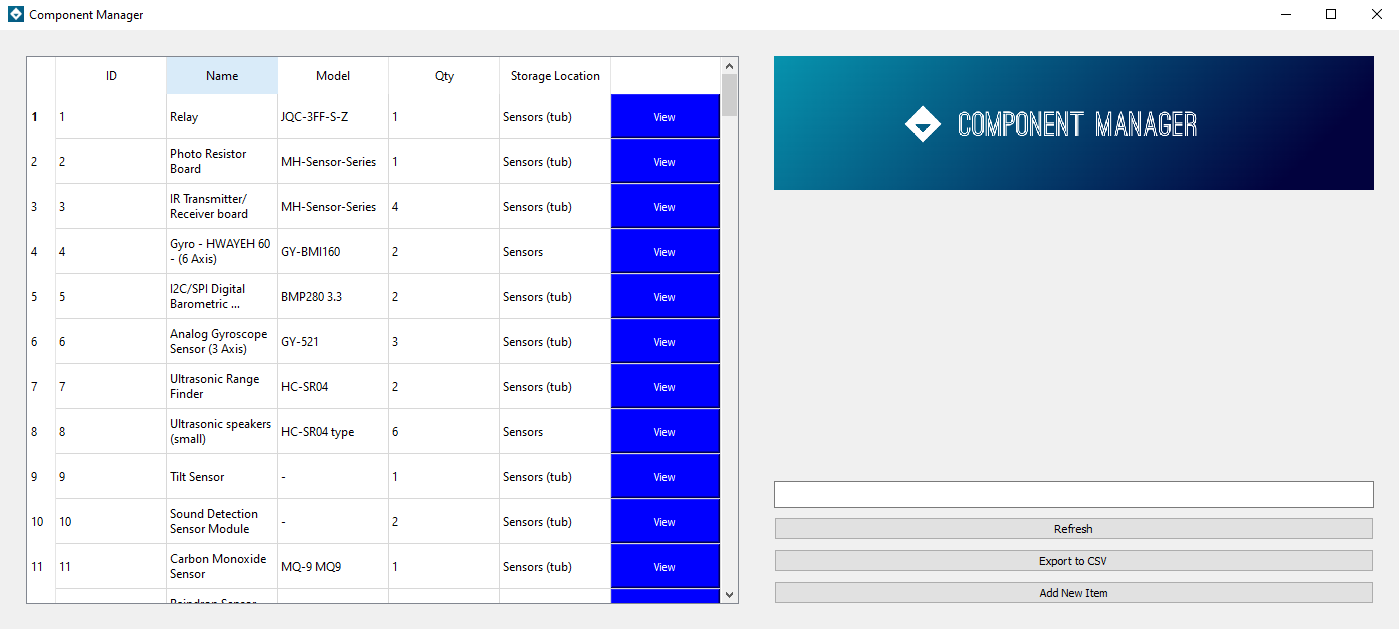 Component Manager
ID Name Model Qty Storage Location
1 1 Relay JQC-3FF-S-Z 1 Sensors (tub) View
2 2 Photo Resistor
Board MH-Sensor-Series 1 Sensors (tub) View
3 3 IR Transmitter/
Receiver board MH-Sensor-Series 4 Sensors (tub) View
4 4 Gyro - HWAYEH 60
- (6 Axis) GY-BMI160 2 Sensors View
5 5 I2C/SPI Digital
Barometric ... BMP280 3.3 2 Sensors (tub) View
6 6 Analog Gyroscope
Sensor (3 Axis) GY-521 3 Sensors (tub) View
7 7 Ultrasonic Range
Finder HC-SR04 2 Sensors (tub) View
8 8 Ultrasonic speakers
(small) HC-SR04 type 6 Sensors View
9 9 Tilt Sensor - 1 Sensors (tub) View
10 10 Sound Detection
Sensor Module - 2 Sensors (tub) View
11 11 Carbon Monoxide
Sensor MQ-9 MQ9 1 Sensors (tub) View
COMPONENT MANAGER
Refresh
Export to CSV
Add New Item